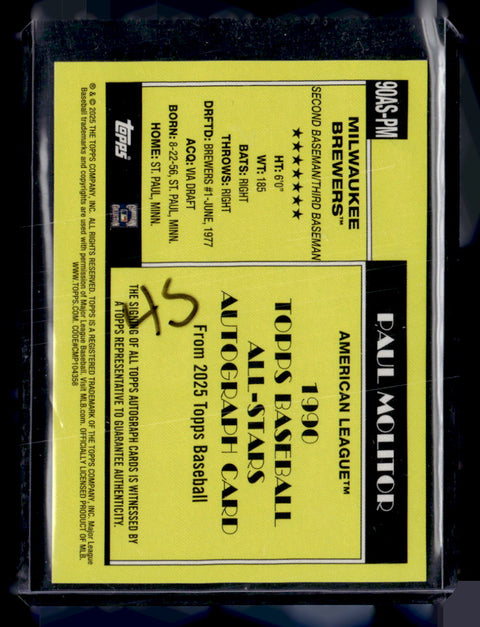 90AS-PM
PAUL MOLITOR
MILWAUKEE
BREWERS™
SECOND BASEMAN/THIRD BASEMAN
★★★★★★★
HT: 6'0"
WT: 185
BATS: RIGHT
THROWS: RIGHT
DRFTD: BREWERS #1-JUNE, 1977
ACQ: VIA DRAFT
BORN: 8-22-56, ST. PAUL, MINN.
HOME: ST. PAUL, MINN.
topps®
AMERICAN LEAGUE™
1990
TOPPS BASEBALL
ALL-STARS
AUTOGRAPH CARD
From 2025 Topps Baseball
45
THE SIGNING OF ALL TOPPS AUTOGRAPH CARDS IS WITNESSED BY
A TOPPS REPRESENTATIVE TO GUARANTEE AUTHENTICITY.
® & © 2025 THE TOPPS COMPANY, INC. ALL RIGHTS RESERVED. TOPPS IS A REGISTERED TRADEMARK OF THE TOPPS COMPANY, INC. Major League
Baseball trademarks and copyrights are used with permission of Major League Baseball. Visit MLB.com. OFFICIALLY LICENSED PRODUCT OF MLB.
WWW.TOPPS.COM. CODE#CMP104358